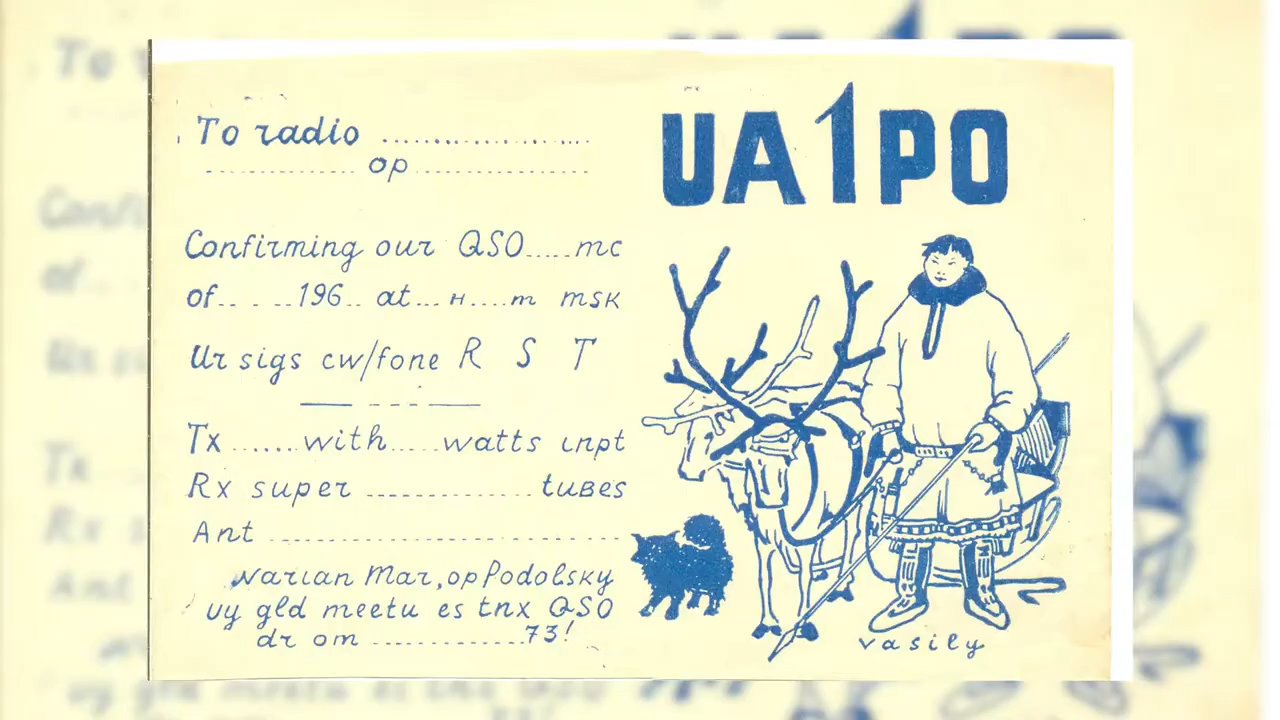 To radio ....................
............... op .................
Confirming our QSO.....mc
of.. . ..196.. at... н....m msk
Ur sigs cw/fone R S T
Tx .......with.....watts inpt
Rx super ................ tubes
Ant ...................................
Narian Mar, op Podolsky
vy gld meetu es tnx QSO
dr om ................73!
UA1PO
vasily